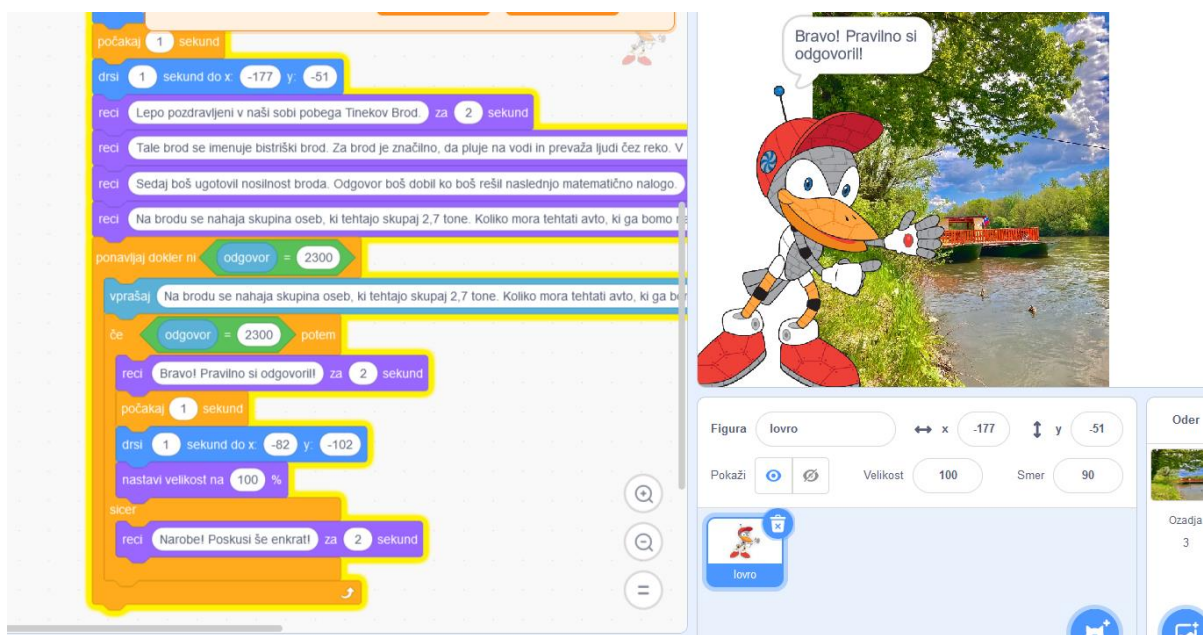 počakaj 1 sekund
drsi 1 sekund do x: -177 y: -51
reci Lepo pozdravljeni v naši sobi pobega Tinekov Brod. za 2 sekund
reci Tale brod se imenuje bistriški brod. Za brod je značilno, da pluje na vodi in prevaža ljudi čez reko. V
reci Sedaj boš ugotovil nosilnost broda. Odgovor boš dobil ko boš rešil naslednjo matematično nalogo.
reci Na brodu se nahaja skupina oseb, ki tehtajo skupaj 2,7 tone. Koliko mora tehtati avto, ki ga bomo
ponavljaj dokler ni odgovor = 2300
vprašaj Na brodu se nahaja skupina oseb, ki tehtajo skupaj 2,7 tone. Koliko mora tehtati avto, ki ga
če odgovor = 2300 potem
reci Bravo! Pravilno si odgovoril! za 2 sekund
počakaj 1 sekund
drsi 1 sekund do x: -82 y: -102
nastavi velikost na 100 %
sicer
reci Narobe! Poskusi še enkrat! za 2 sekund
Bravo! Pravilno si
odgovoril!
Figura lovro x -177 y -51
Pokaži Velikost 100 Smer 90
lovro
Oder
Ozadja
3